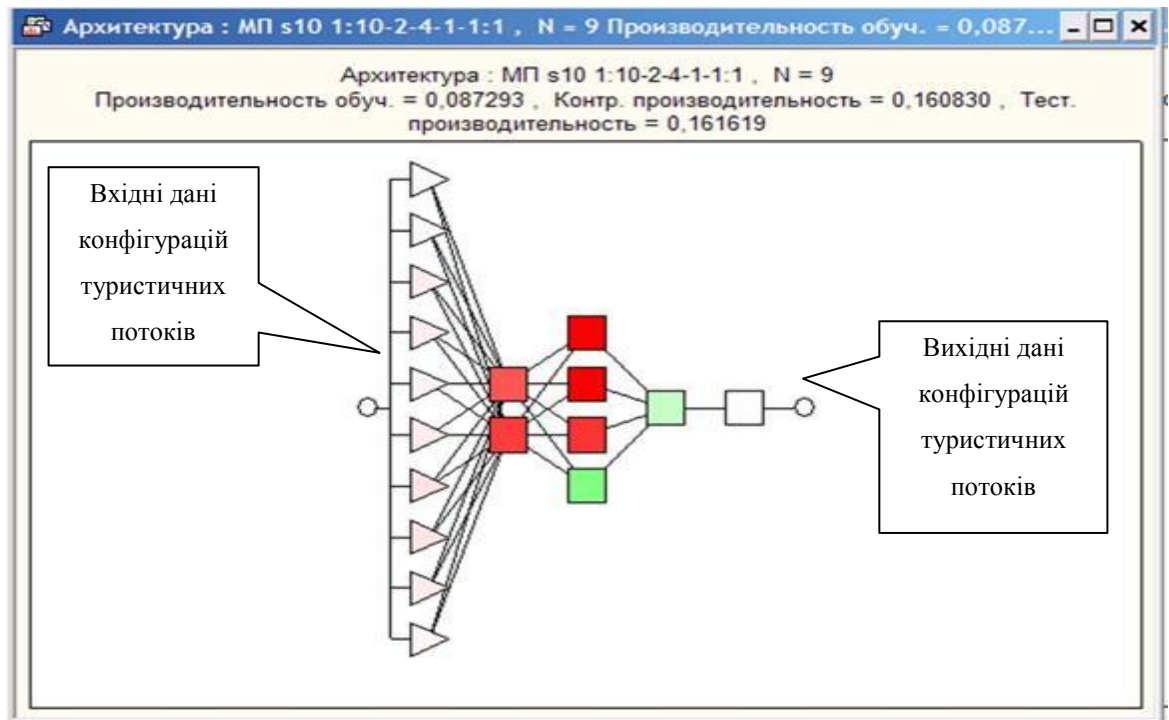 Архитектура : МП s10 1:10-2-4-1-1:1 , N = 9 Производительность обуч. = 0,087...
Архитектура : МП s10 1:10-2-4-1-1:1 , N = 9
Производительность обуч. = 0,087293 , Контр. производительность = 0,160830 , Тест.
производительность = 0,161619
Вхідні дані
конфігурацій
туристичних
потоків
Вихідні дані
конфігурацій
туристичних
потоків